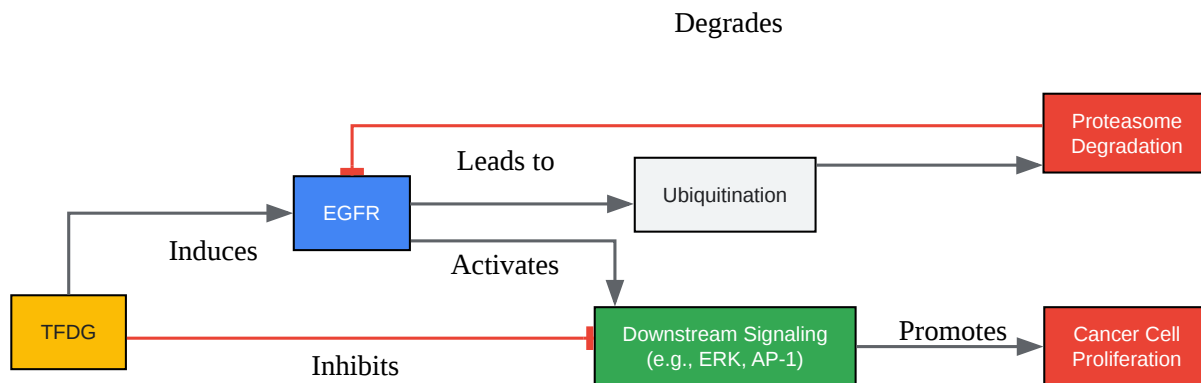 Degrades
Proteasome
Degradation
Leads to
Ubiquitination
EGFR
Induces
Activates
TFDG
Inhibits
Downstream Signaling
(e.g., ERK, AP-1)
Promotes
Cancer Cell
Proliferation